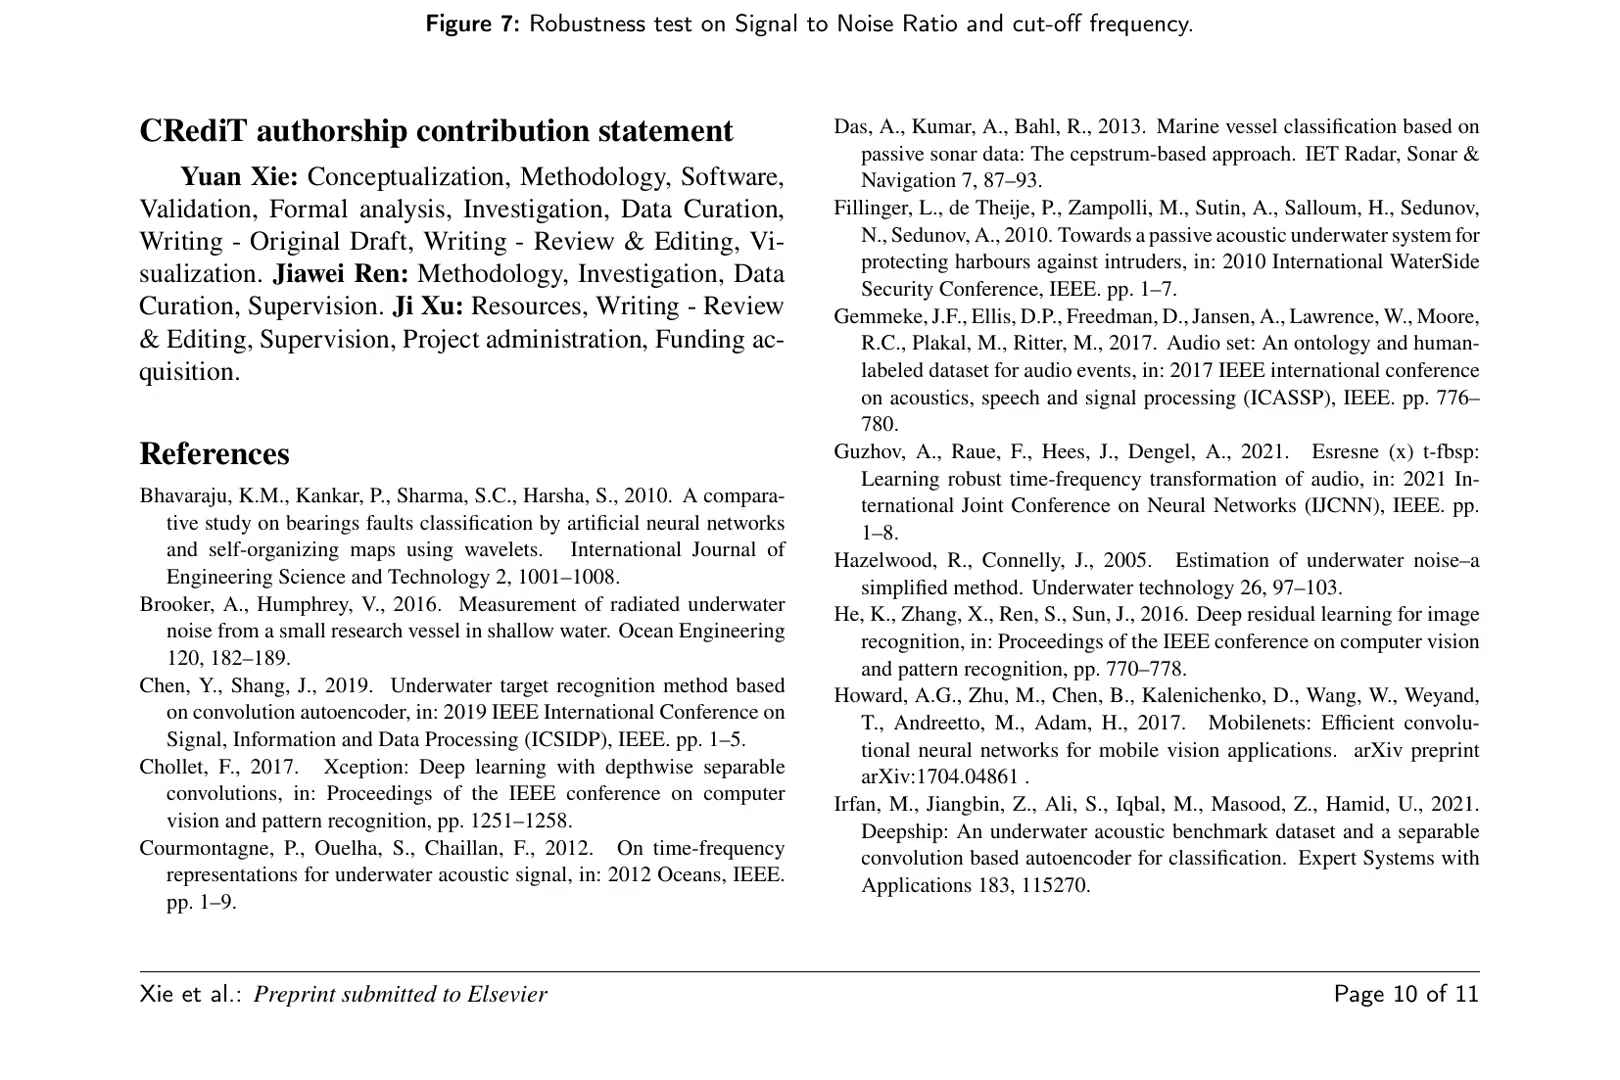 Figure 7: Robustness test on Signal to Noise Ratio and cut-off frequency.
CRediT authorship contribution statement
Yuan Xie: Conceptualization, Methodology, Software,
Validation, Formal analysis, Investigation, Data Curation,
Writing - Original Draft, Writing - Review & Editing, Vi-
sualization. Jiawei Ren: Methodology, Investigation, Data
Curation, Supervision. Ji Xu: Resources, Writing - Review
& Editing, Supervision, Project administration, Funding ac-
quisition.
References
Bhavaraju, K.M., Kankar, P., Sharma, S.C., Harsha, S., 2010. A compara-
tive study on bearings faults classification by artificial neural networks
and self-organizing maps using wavelets. International Journal of
Engineering Science and Technology 2, 1001–1008.
Brooker, A., Humphrey, V., 2016. Measurement of radiated underwater
noise from a small research vessel in shallow water. Ocean Engineering
120, 182–189.
Chen, Y., Shang, J., 2019. Underwater target recognition method based
on convolution autoencoder, in: 2019 IEEE International Conference on
Signal, Information and Data Processing (ICSIDP), IEEE. pp. 1–5.
Chollet, F., 2017. Xception: Deep learning with depthwise separable
convolutions, in: Proceedings of the IEEE conference on computer
vision and pattern recognition, pp. 1251–1258.
Courmontagne, P., Ouelha, S., Chaillan, F., 2012. On time-frequency
representations for underwater acoustic signal, in: 2012 Oceans, IEEE.
pp. 1–9.
Das, A., Kumar, A., Bahl, R., 2013. Marine vessel classification based on
passive sonar data: The cepstrum-based approach. IET Radar, Sonar &
Navigation 7, 87–93.
Fillinger, L., de Theije, P., Zampolli, M., Sutin, A., Salloum, H., Sedunov,
N., Sedunov, A., 2010. Towards a passive acoustic underwater system for
protecting harbours against intruders, in: 2010 International WaterSide
Security Conference, IEEE. pp. 1–7.
Gemmeke, J.F., Ellis, D.P., Freedman, D., Jansen, A., Lawrence, W., Moore,
R.C., Plakal, M., Ritter, M., 2017. Audio set: An ontology and human-
labeled dataset for audio events, in: 2017 IEEE international conference
on acoustics, speech and signal processing (ICASSP), IEEE. pp. 776–
780.
Guzhov, A., Raue, F., Hees, J., Dengel, A., 2021. Esresne (x) t-fbsp:
Learning robust time-frequency transformation of audio, in: 2021 In-
ternational Joint Conference on Neural Networks (IJCNN), IEEE. pp.
1–8.
Hazelwood, R., Connelly, J., 2005. Estimation of underwater noise–a
simplified method. Underwater technology 26, 97–103.
He, K., Zhang, X., Ren, S., Sun, J., 2016. Deep residual learning for image
recognition, in: Proceedings of the IEEE conference on computer vision
and pattern recognition, pp. 770–778.
Howard, A.G., Zhu, M., Chen, B., Kalenichenko, D., Wang, W., Weyand,
T., Andreetto, M., Adam, H., 2017. Mobilenets: Efficient convolu-
tional neural networks for mobile vision applications. arXiv preprint
arXiv:1704.04861 .
Irfan, M., Jiangbin, Z., Ali, S., Iqbal, M., Masood, Z., Hamid, U., 2021.
Deepship: An underwater acoustic benchmark dataset and a separable
convolution based autoencoder for classification. Expert Systems with
Applications 183, 115270.
Xie et al.: Preprint submitted to Elsevier
Page 10 of 11